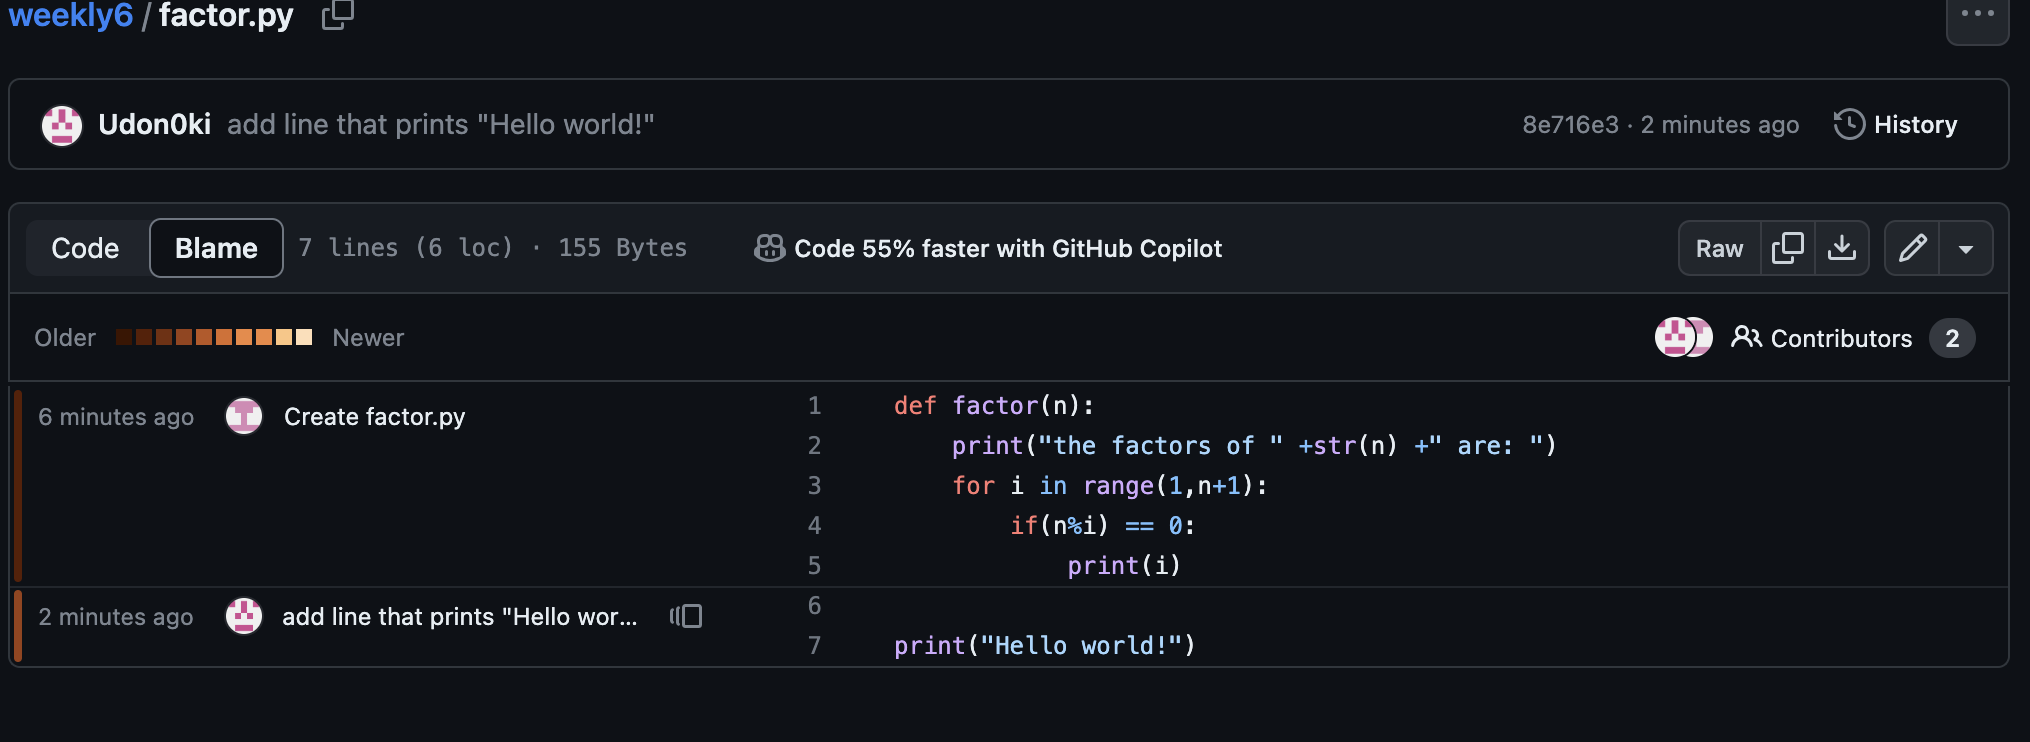 weekly6 / factor.py
Udon0ki add line that prints "Hello world!" 8e716e3 · 2 minutes ago History
Code Blame 7 lines (6 loc) · 155 Bytes Code 55% faster with GitHub Copilot Raw
Older Newer Contributors 2
6 minutes ago Create factor.py 1 def factor(n):
2     print("the factors of " +str(n) +" are: ")
3     for i in range(1,n+1):
4         if(n%i) == 0:
5             print(i)
2 minutes ago add line that prints "Hello wor... 6
7 print("Hello world!")